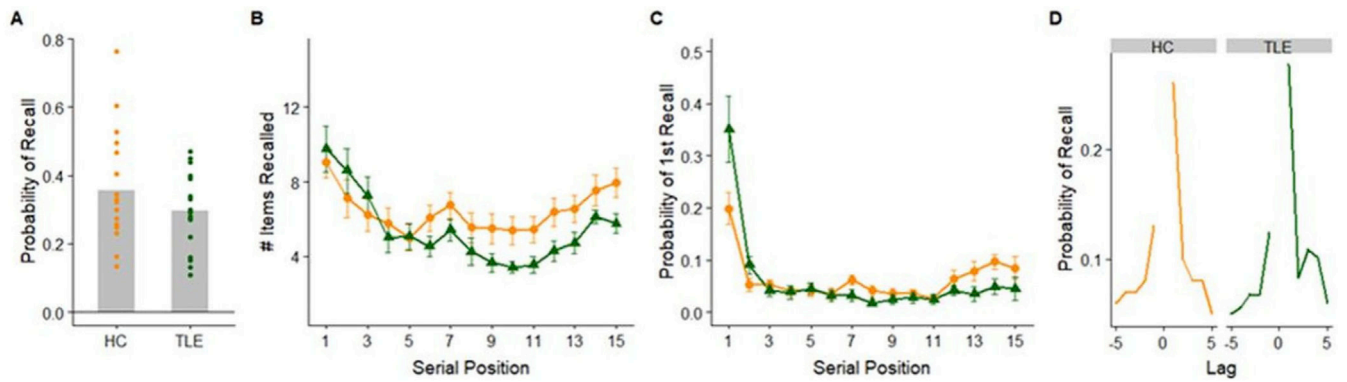 A
Probability of Recall
0.8
0.6
0.4
0.2
0.0
HC TLE
B
# Items Recalled
12
8
4
1 3 5 7 9 11 13 15
Serial Position
C
Probability of 1st Recall
0.5
0.4
0.3
0.2
0.1
0.0
1 3 5 7 9 11 13 15
Serial Position
D
HC TLE
Probability of Recall
0.2
0.1
-5 0 5 -5 0 5
Lag